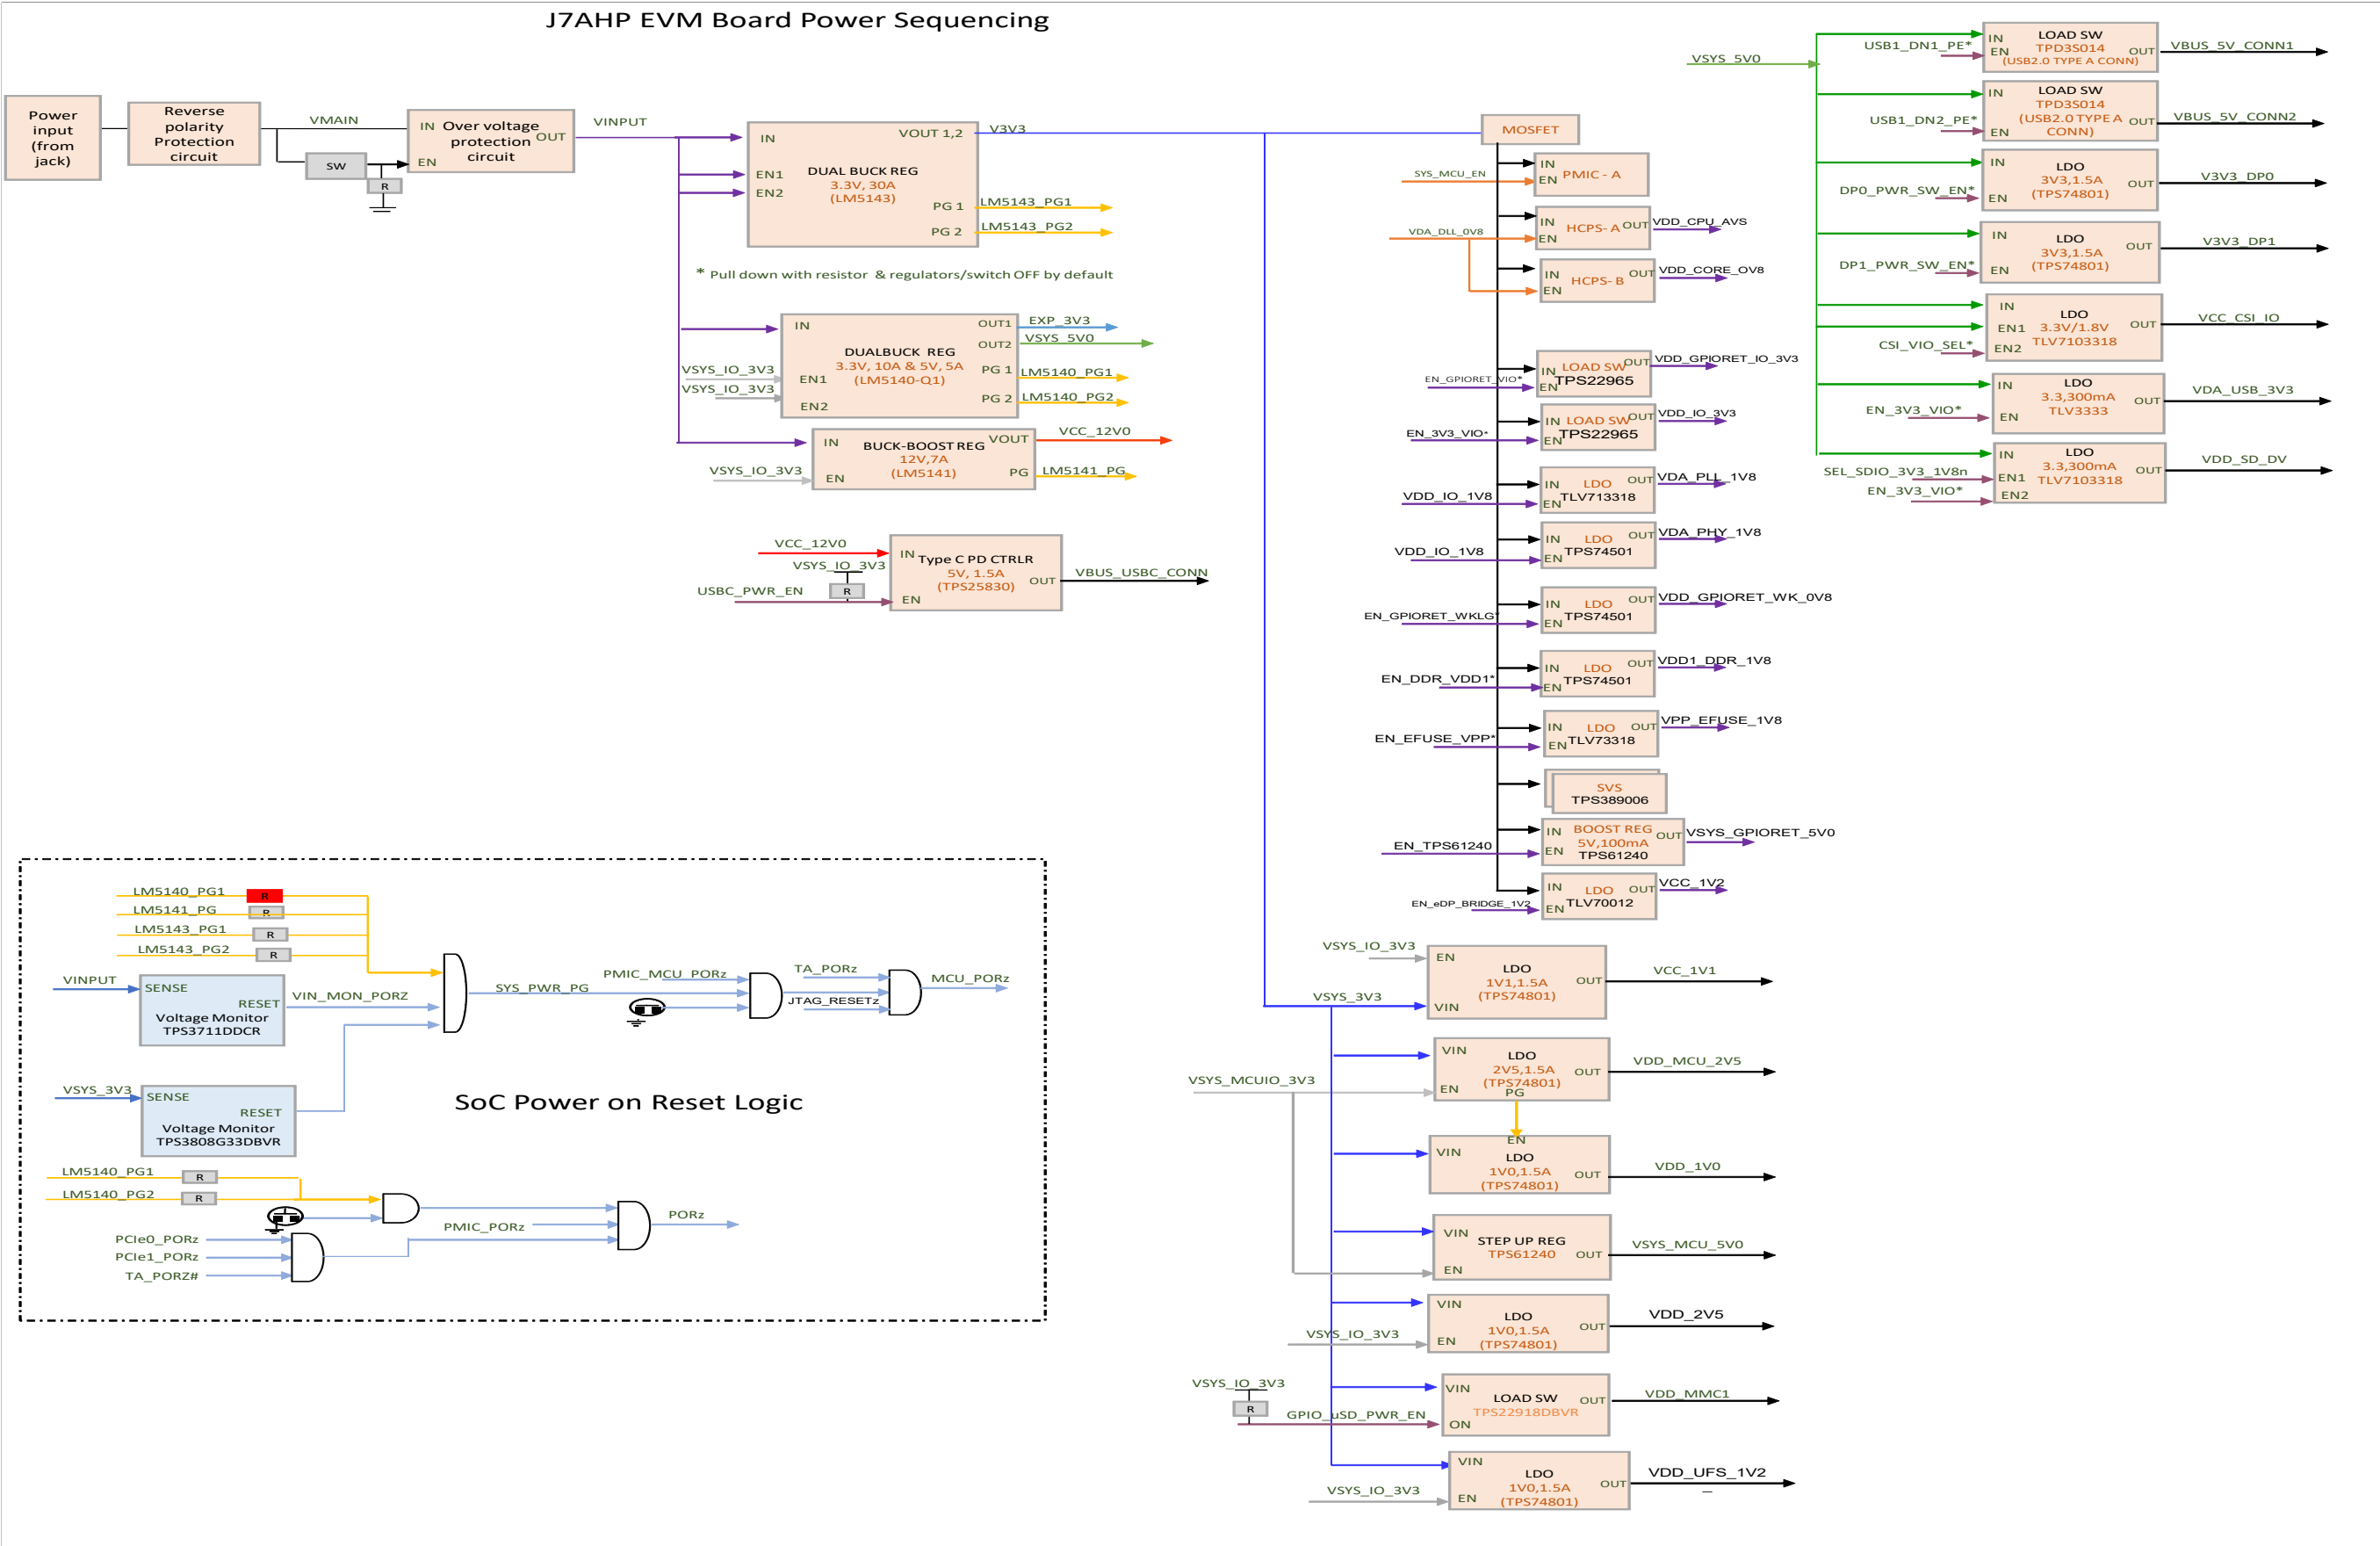 J7AHP EVM Board Power Sequencing
Power
input
(from
jack)
Reverse
polarity
Protection
circuit
VMAIN
SW
R
IN
Over voltage
protection
circuit
OUT
EN
VINPUT
IN
VOUT 1,2
V3V3
DUAL BUCK REG
3.3V, 30A
(LM5143)
EN1
EN2
PG 1
LM5143_PG1
PG 2
LM5143_PG2
* Pull down with resistor & regulators/switch OFF by default
IN
OUT1
EXP_3V3
OUT2
VSYS_5V0
DUALBUCK REG
3.3V, 10A & 5V, 5A
(LM5140-Q1)
VSYS_IO_3V3
EN1
VSYS_IO_3V3
EN2
PG 1
LM5140_PG1
PG 2
LM5140_PG2
IN
VOUT
VCC_12V0
BUCK-BOOST REG
12V,7A
(LM5141)
VSYS_IO_3V3
EN
PG
LM5141_PG
VCC_12V0
IN
Type C PD CTRLR
5V, 1.5A
(TPS25830)
VSYS_IO_3V3
R
USBC_PWR_EN
EN
OUT
VBUS_USBC_CONN
MOSFET
IN
SYS_MCU_EN
EN
PMIC - A
IN
HCPS- A
OUT
VDD_CPU_AVS
VDA_DLL_0V8
EN
IN
HCPS- B
OUT
VDD_CORE_OV8
EN
IN
LOAD SW
OUT
VDD_GPIORET_IO_3V3
EN_GPIORET_VIO*
EN
TPS22965
IN
LOAD SW
OUT
VDD_IO_3V3
EN_3V3_VIO*
EN
TPS22965
IN
LDO
OUT
VDA_PLL_1V8
TLV713318
VDD_IO_1V8
EN
IN
LDO
OUT
VDA_PHY_1V8
TPS74501
VDD_IO_1V8
EN
IN
LDO
OUT
VDD_GPIORET_WK_0V8
TPS74501
EN_GPIORET_WKLG*
EN
IN
LDO
OUT
VDD1_DDR_1V8
TPS74501
EN_DDR_VDD1*
EN
IN
LDO
OUT
VPP_EFUSE_1V8
TLV73318
EN_EFUSE_VPP*
EN
SVS
TPS389006
IN
BOOST REG
5V,100mA
TPS61240
OUT
VSYS_GPIORET_5V0
EN_TPS61240
EN
IN
LDO
OUT
VCC_1V2
TLV70012
EN_eDP_BRIDGE_1V2
EN
VSYS_5V0
IN
LOAD SW
TPD3S014
(USB2.0 TYPE A CONN)
USB1_DN1_PE*
EN
OUT
VBUS_5V_CONN1
IN
LOAD SW
TPD3S014
(USB2.0 TYPE A
CONN)
USB1_DN2_PE*
EN
OUT
VBUS_5V_CONN2
IN
LDO
3V3,1.5A
(TPS74801)
DP0_PWR_SW_EN*
EN
OUT
V3V3_DP0
IN
LDO
3V3,1.5A
(TPS74801)
DP1_PWR_SW_EN*
EN
OUT
V3V3_DP1
IN
LDO
3.3V/1.8V
TLV7103318
EN1
CSI_VIO_SEL*
EN2
OUT
VCC_CSI_IO
IN
LDO
3.3,300mA
TLV3333
EN_3V3_VIO*
EN
OUT
VDA_USB_3V3
IN
LDO
3.3,300mA
TLV7103318
SEL_SDIO_3V3_1V8n
EN1
EN_3V3_VIO*
EN2
OUT
VDD_SD_DV
VSYS_IO_3V3
EN
LDO
1V1,1.5A
(TPS74801)
OUT
VCC_1V1
VSYS_3V3
VIN
VIN
LDO
2V5,1.5A
(TPS74801)
OUT
VDD_MCU_2V5
VSYS_MCUIO_3V3
EN
PG
EN
VIN
LDO
1V0,1.5A
(TPS74801)
OUT
VDD_1V0
VIN
STEP UP REG
TPS61240
OUT
VSYS_MCU_5V0
EN
VIN
LDO
1V0,1.5A
(TPS74801)
OUT
VDD_2V5
VSYS_IO_3V3
EN
VSYS_IO_3V3
R
VIN
LOAD SW
TPS22918DBVR
OUT
VDD_MMC1
GPIO_uSD_PWR_EN
ON
VIN
LDO
1V0,1.5A
(TPS74801)
OUT
VDD_UFS_1V2
VSYS_IO_3V3
EN
LM5140_PG1
R
LM5141_PG
R
LM5143_PG1
R
LM5143_PG2
R
VINPUT
SENSE
RESET
Voltage Monitor
TPS3711DDCR
VIN_MON_PORZ
SYS_PWR_PG
PMIC_MCU_PORz
TA_PORz
JTAG_RESETz
MCU_PORz
VSYS_3V3
SENSE
RESET
Voltage Monitor
TPS3808G33DBVR
SoC Power on Reset Logic
LM5140_PG1
R
LM5140_PG2
R
PCIe0_PORz
PCIe1_PORz
TA_PORZ#
PMIC_PORz
PORz